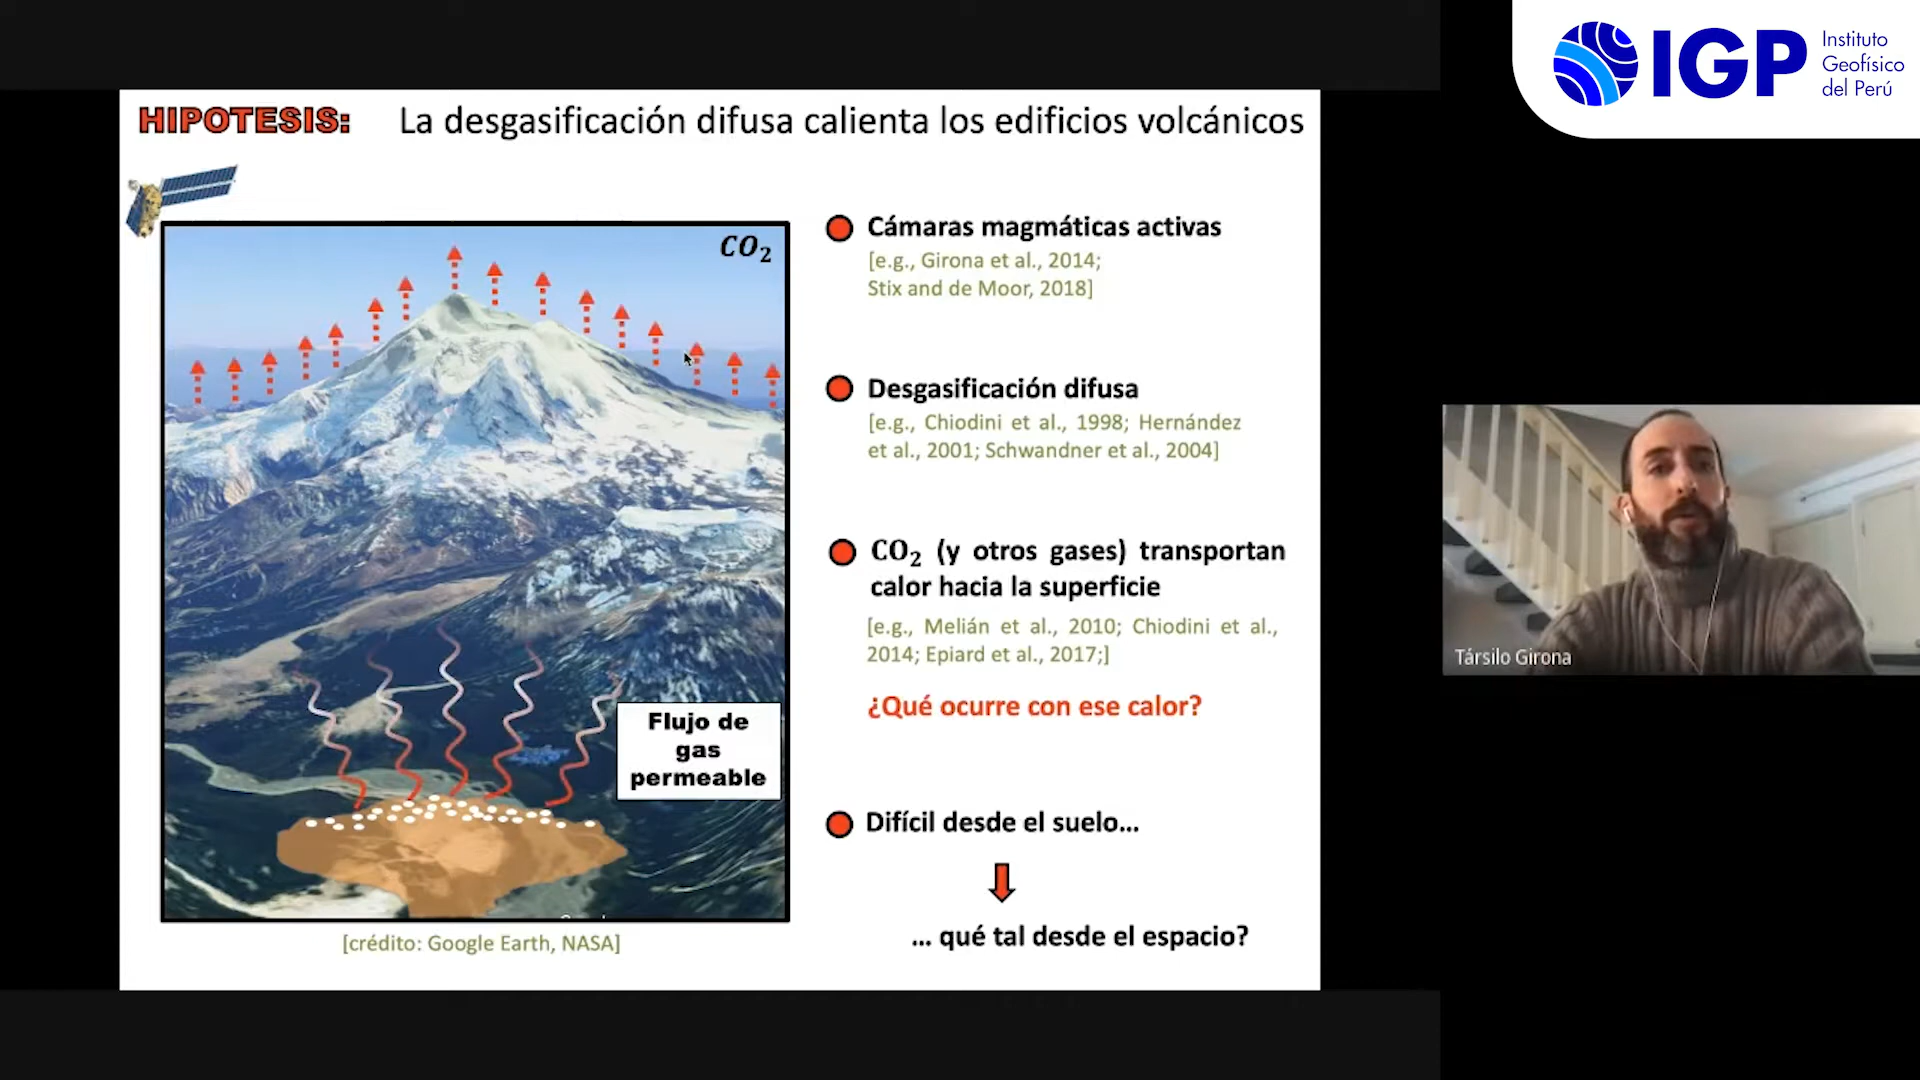 IGP Instituto
Geofísico
del Perú
HIPOTESIS: La desgasificación difusa calienta los edificios volcánicos
CO₂
Flujo de
gas
permeable
[crédito: Google Earth, NASA]
Cámaras magmáticas activas
[e.g., Girona et al., 2014;
Stix and de Moor, 2018]
Desgasificación difusa
[e.g., Chiodini et al., 1998; Hernández
et al., 2001; Schwandner et al., 2004]
CO₂ (y otros gases) transportan
calor hacia la superficie
[e.g., Melián et al., 2010; Chiodini et al.,
2014; Epiard et al., 2017;]
¿Qué ocurre con ese calor?
Difícil desde el suelo...
... qué tal desde el espacio?
Társilo Girona